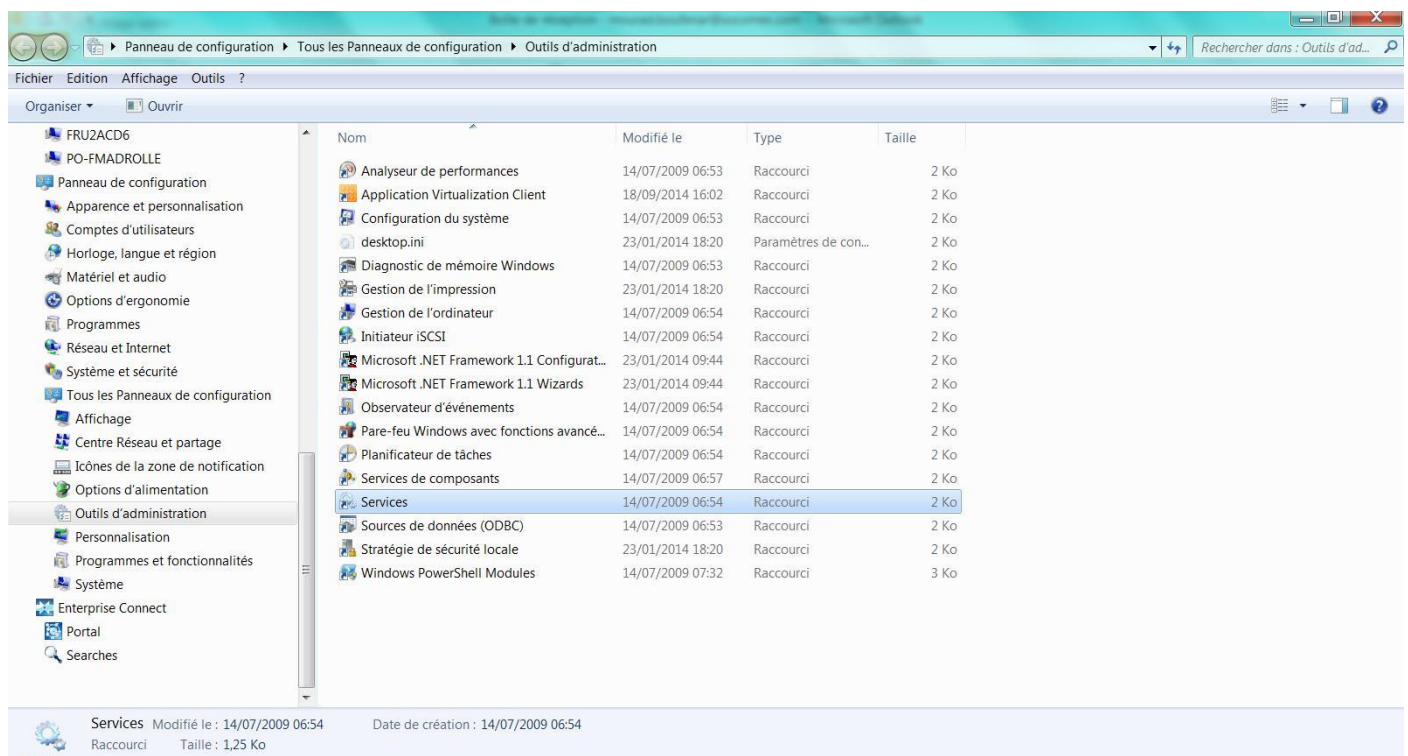 Panneau de configuration Tous les Panneaux de configuration Outils d'administration
Rechercher dans : Outils d'ad...
Fichier Edition Affichage Outils ?
Organiser Ouvrir
FRU2ACD6
PO-FMADROLLE
Panneau de configuration
Apparence et personnalisation
Comptes d'utilisateurs
Horloge, langue et région
Matériel et audio
Options d'ergonomie
Programmes
Réseau et Internet
Système et sécurité
Tous les Panneaux de configuration
Affichage
Centre Réseau et partage
Icônes de la zone de notification
Options d'alimentation
Outils d'administration
Personnalisation
Programmes et fonctionnalités
Système
Enterprise Connect
Portal
Searches
Nom Modifié le Type Taille
Analyseur de performances 14/07/2009 06:53 Raccourci 2 Ko
Application Virtualization Client 18/09/2014 16:02 Raccourci 2 Ko
Configuration du système 14/07/2009 06:53 Raccourci 2 Ko
desktop.ini 23/01/2014 18:20 Paramètres de con... 2 Ko
Diagnostic de mémoire Windows 14/07/2009 06:53 Raccourci 2 Ko
Gestion de l'impression 23/01/2014 18:20 Raccourci 2 Ko
Gestion de l'ordinateur 14/07/2009 06:54 Raccourci 2 Ko
Initiateur iSCSI 14/07/2009 06:54 Raccourci 2 Ko
Microsoft .NET Framework 1.1 Configurat... 23/01/2014 09:44 Raccourci 2 Ko
Microsoft .NET Framework 1.1 Wizards 23/01/2014 09:44 Raccourci 2 Ko
Observateur d'événements 14/07/2009 06:54 Raccourci 2 Ko
Pare-feu Windows avec fonctions avancé... 14/07/2009 06:54 Raccourci 2 Ko
Planificateur de tâches 14/07/2009 06:54 Raccourci 2 Ko
Services de composants 14/07/2009 06:57 Raccourci 2 Ko
Services 14/07/2009 06:54 Raccourci 2 Ko
Sources de données (ODBC) 14/07/2009 06:53 Raccourci 2 Ko
Stratégie de sécurité locale 23/01/2014 18:20 Raccourci 2 Ko
Windows PowerShell Modules 14/07/2009 07:32 Raccourci 3 Ko
Services Modifié le : 14/07/2009 06:54 Date de création : 14/07/2009 06:54
Raccourci Taille : 1,25 Ko